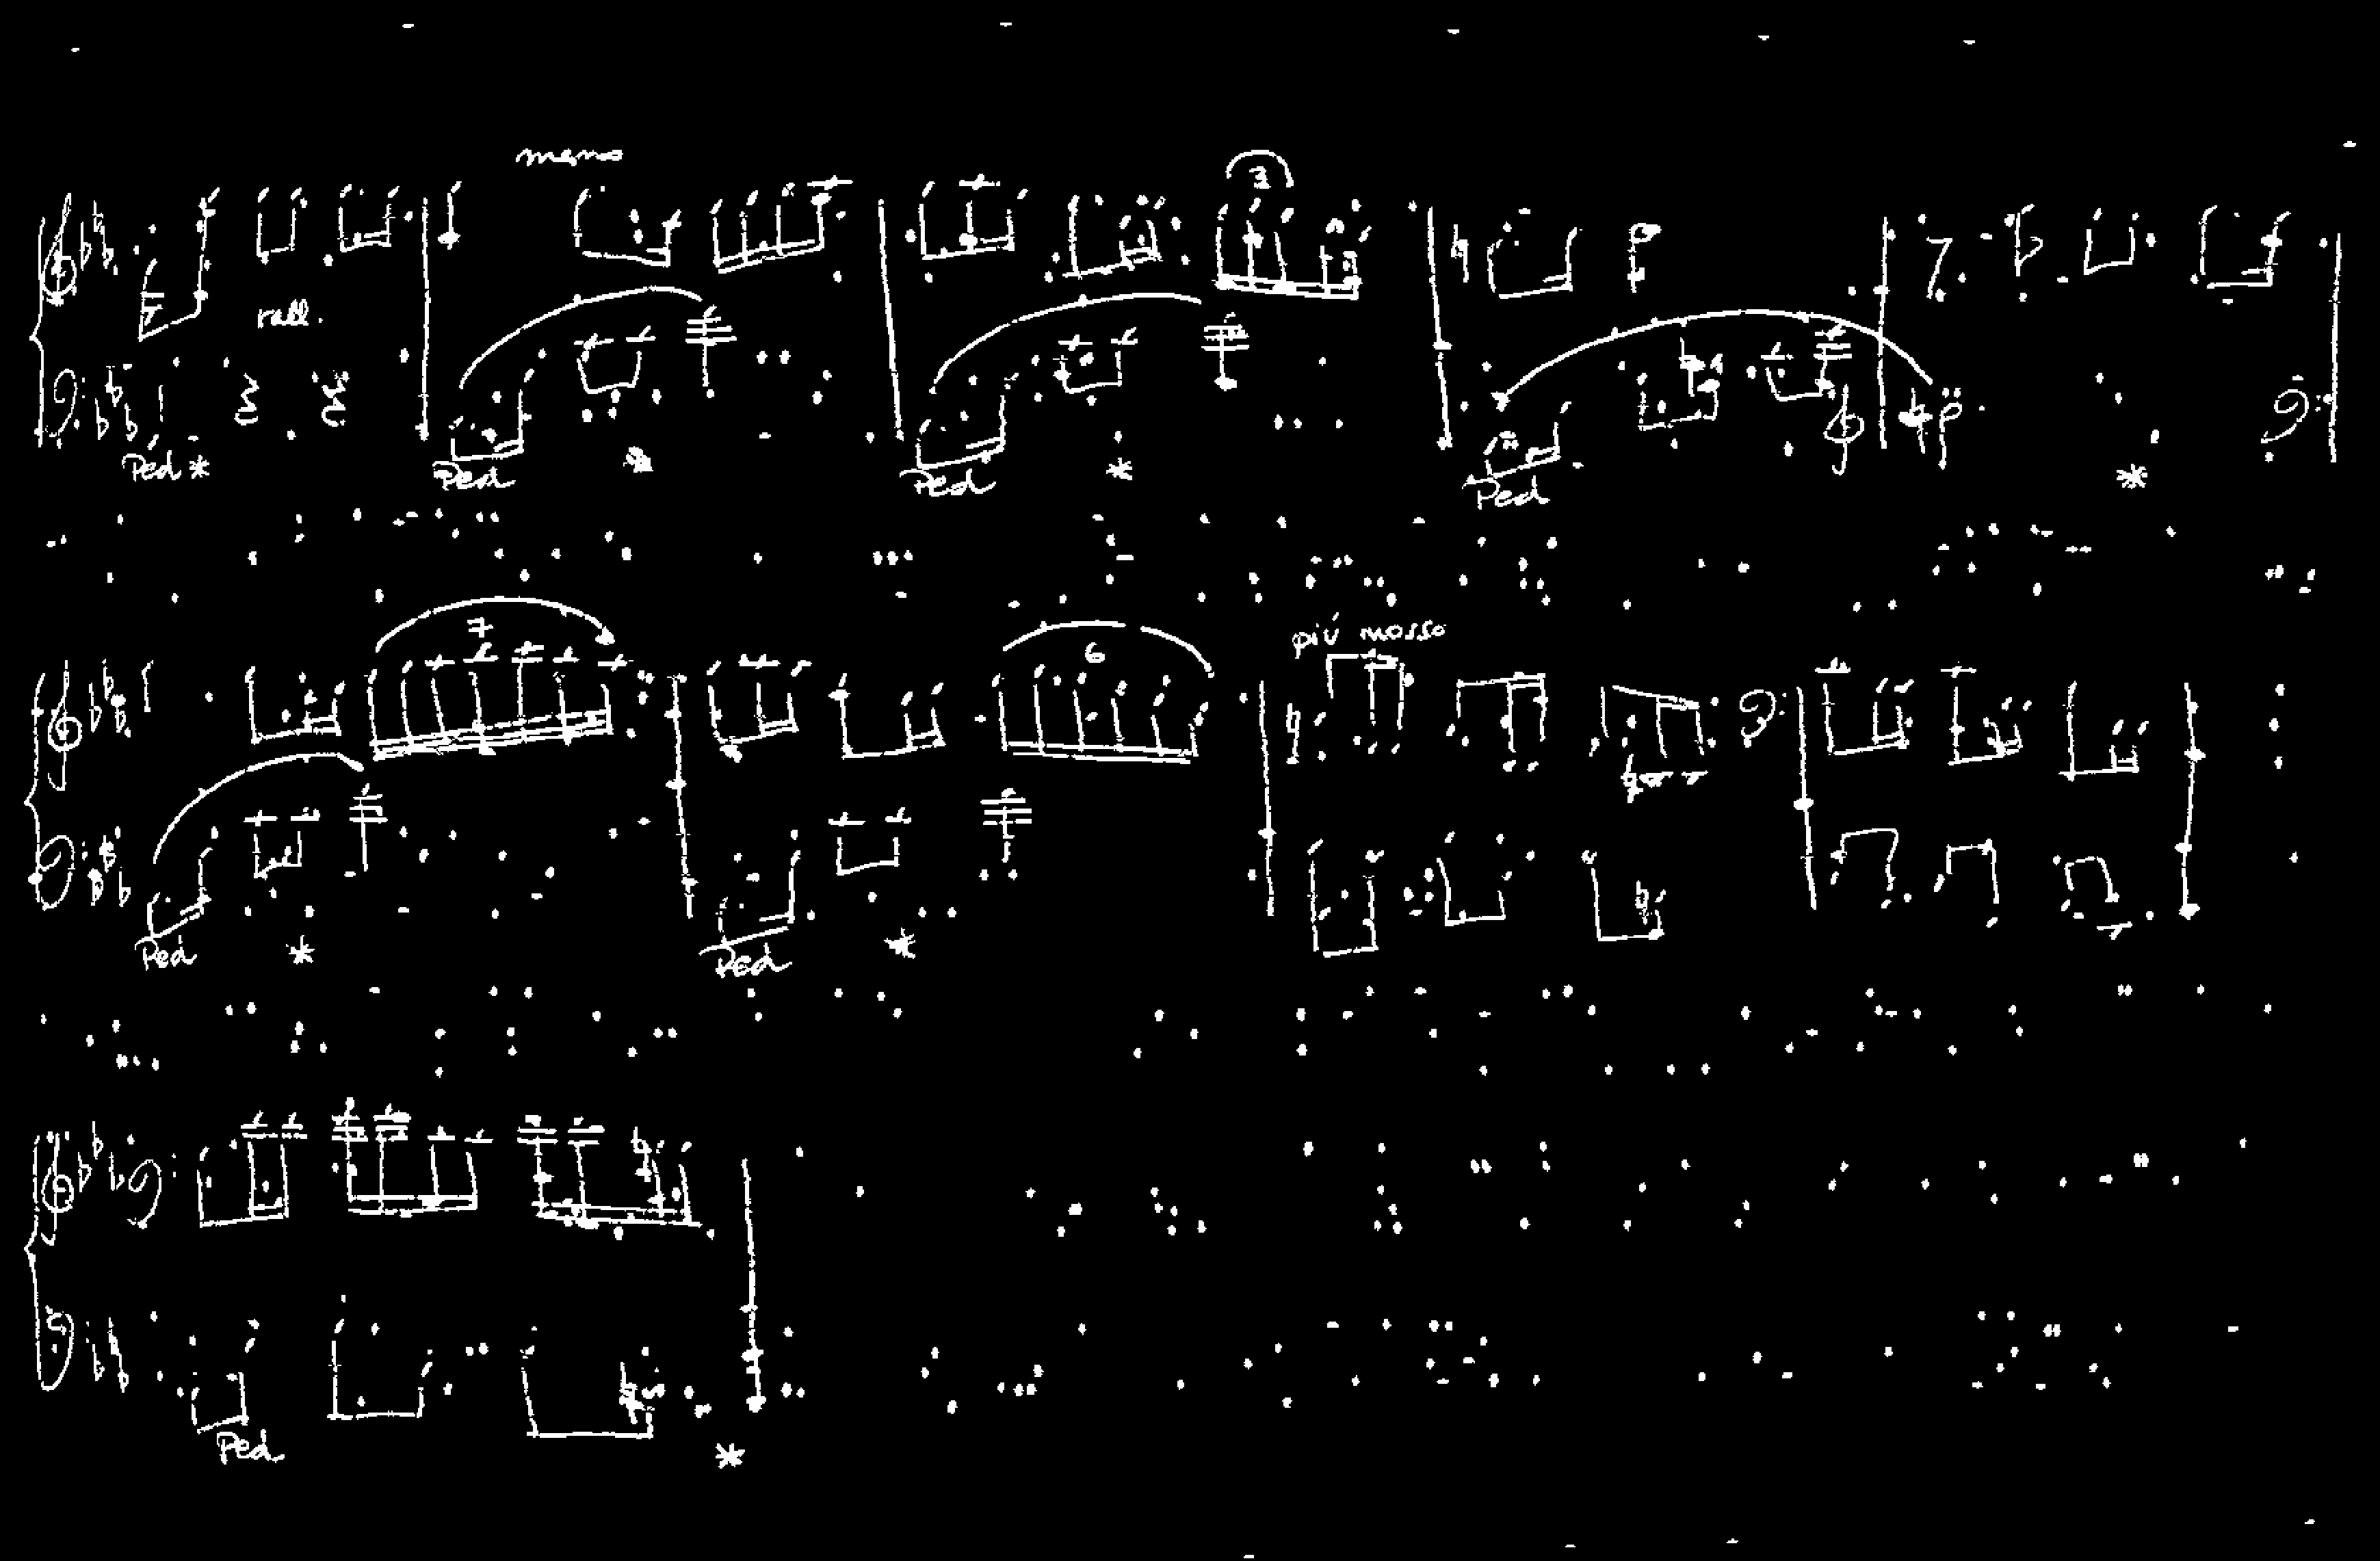 meno
3
rall.
Ped * Ped * Ped * Ped *
7 6 più mosso
Ped * Ped *
Ped *